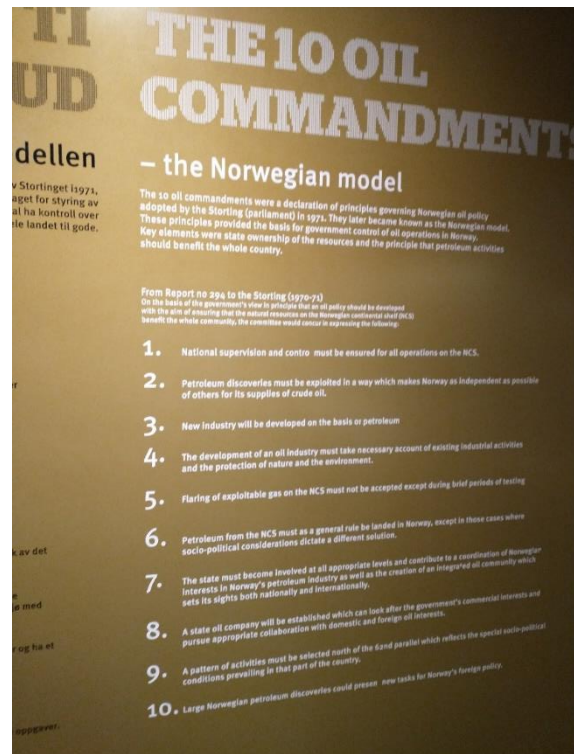 TI
UD
dellen
v Stortinget i 1971,
aget for styring av
al ha kontroll over
le landet til gode.
k av det
e
e med
r og ha et
oppgaver.
THE 10 OIL
COMMANDMENTS
– the Norwegian model
The 10 oil commandments were a declaration of principles governing Norwegian oil policy
adopted by the Storting (parliament) in 1971. They later became known as the Norwegian model.
These principles provided the basis for government control of oil operations in Norway.
Key elements were state ownership of the resources and the principle that petroleum activities
should benefit the whole country.
From Report no 294 to the Storting (1970-71)
On the basis of the government's view in principle that an oil policy should be developed
with the aim of ensuring that the natural resources on the Norwegian continental shelf (NCS)
benefit the whole community, the committee would concur in expressing the following:
1. National supervision and contro must be ensured for all operations on the NCS.
2. Petroleum discoveries must be exploited in a way which makes Norway as independent as possible
of others for its supplies of crude oil.
3. New industry will be developed on the basis or petroleum
4. The development of an oil industry must take necessary account of existing industrial activities
and the protection of nature and the environment.
5. Flaring of exploitable gas on the NCS must not be accepted except during brief periods of testing
6. Petroleum from the NCS must as a general rule be landed in Norway, except in those cases where
socio-political considerations dictate a different solution.
7. The state must become involved at all appropriate levels and contribute to a coordination of Norwegian
interests in Norway's petroleum industry as well as the creation of an integrated oil community which
sets its sights both nationally and internationally.
8. A state oil company will be established which can look after the government's commercial interests and
pursue appropriate collaboration with domestic and foreign oil interests.
9. A pattern of activities must be selected north of the 62nd parallel which reflects the special socio-political
conditions prevailing in that part of the country.
10. Large Norwegian petroleum discoveries could presen new tasks for Norway's foreign policy.